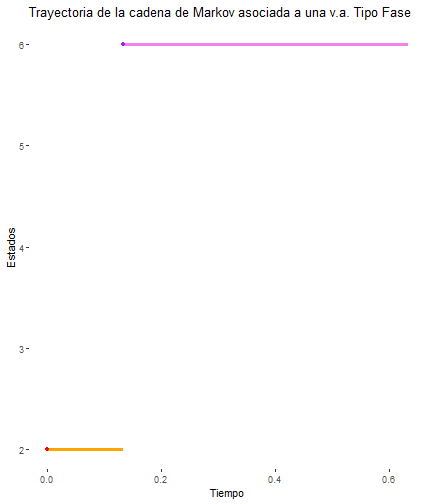 Trayectoria de la cadena de Markov asociada a una v.a. Tipo Fase
6
5
4
3
2
Estados
0.0 0.2 0.4 0.6
Tiempo